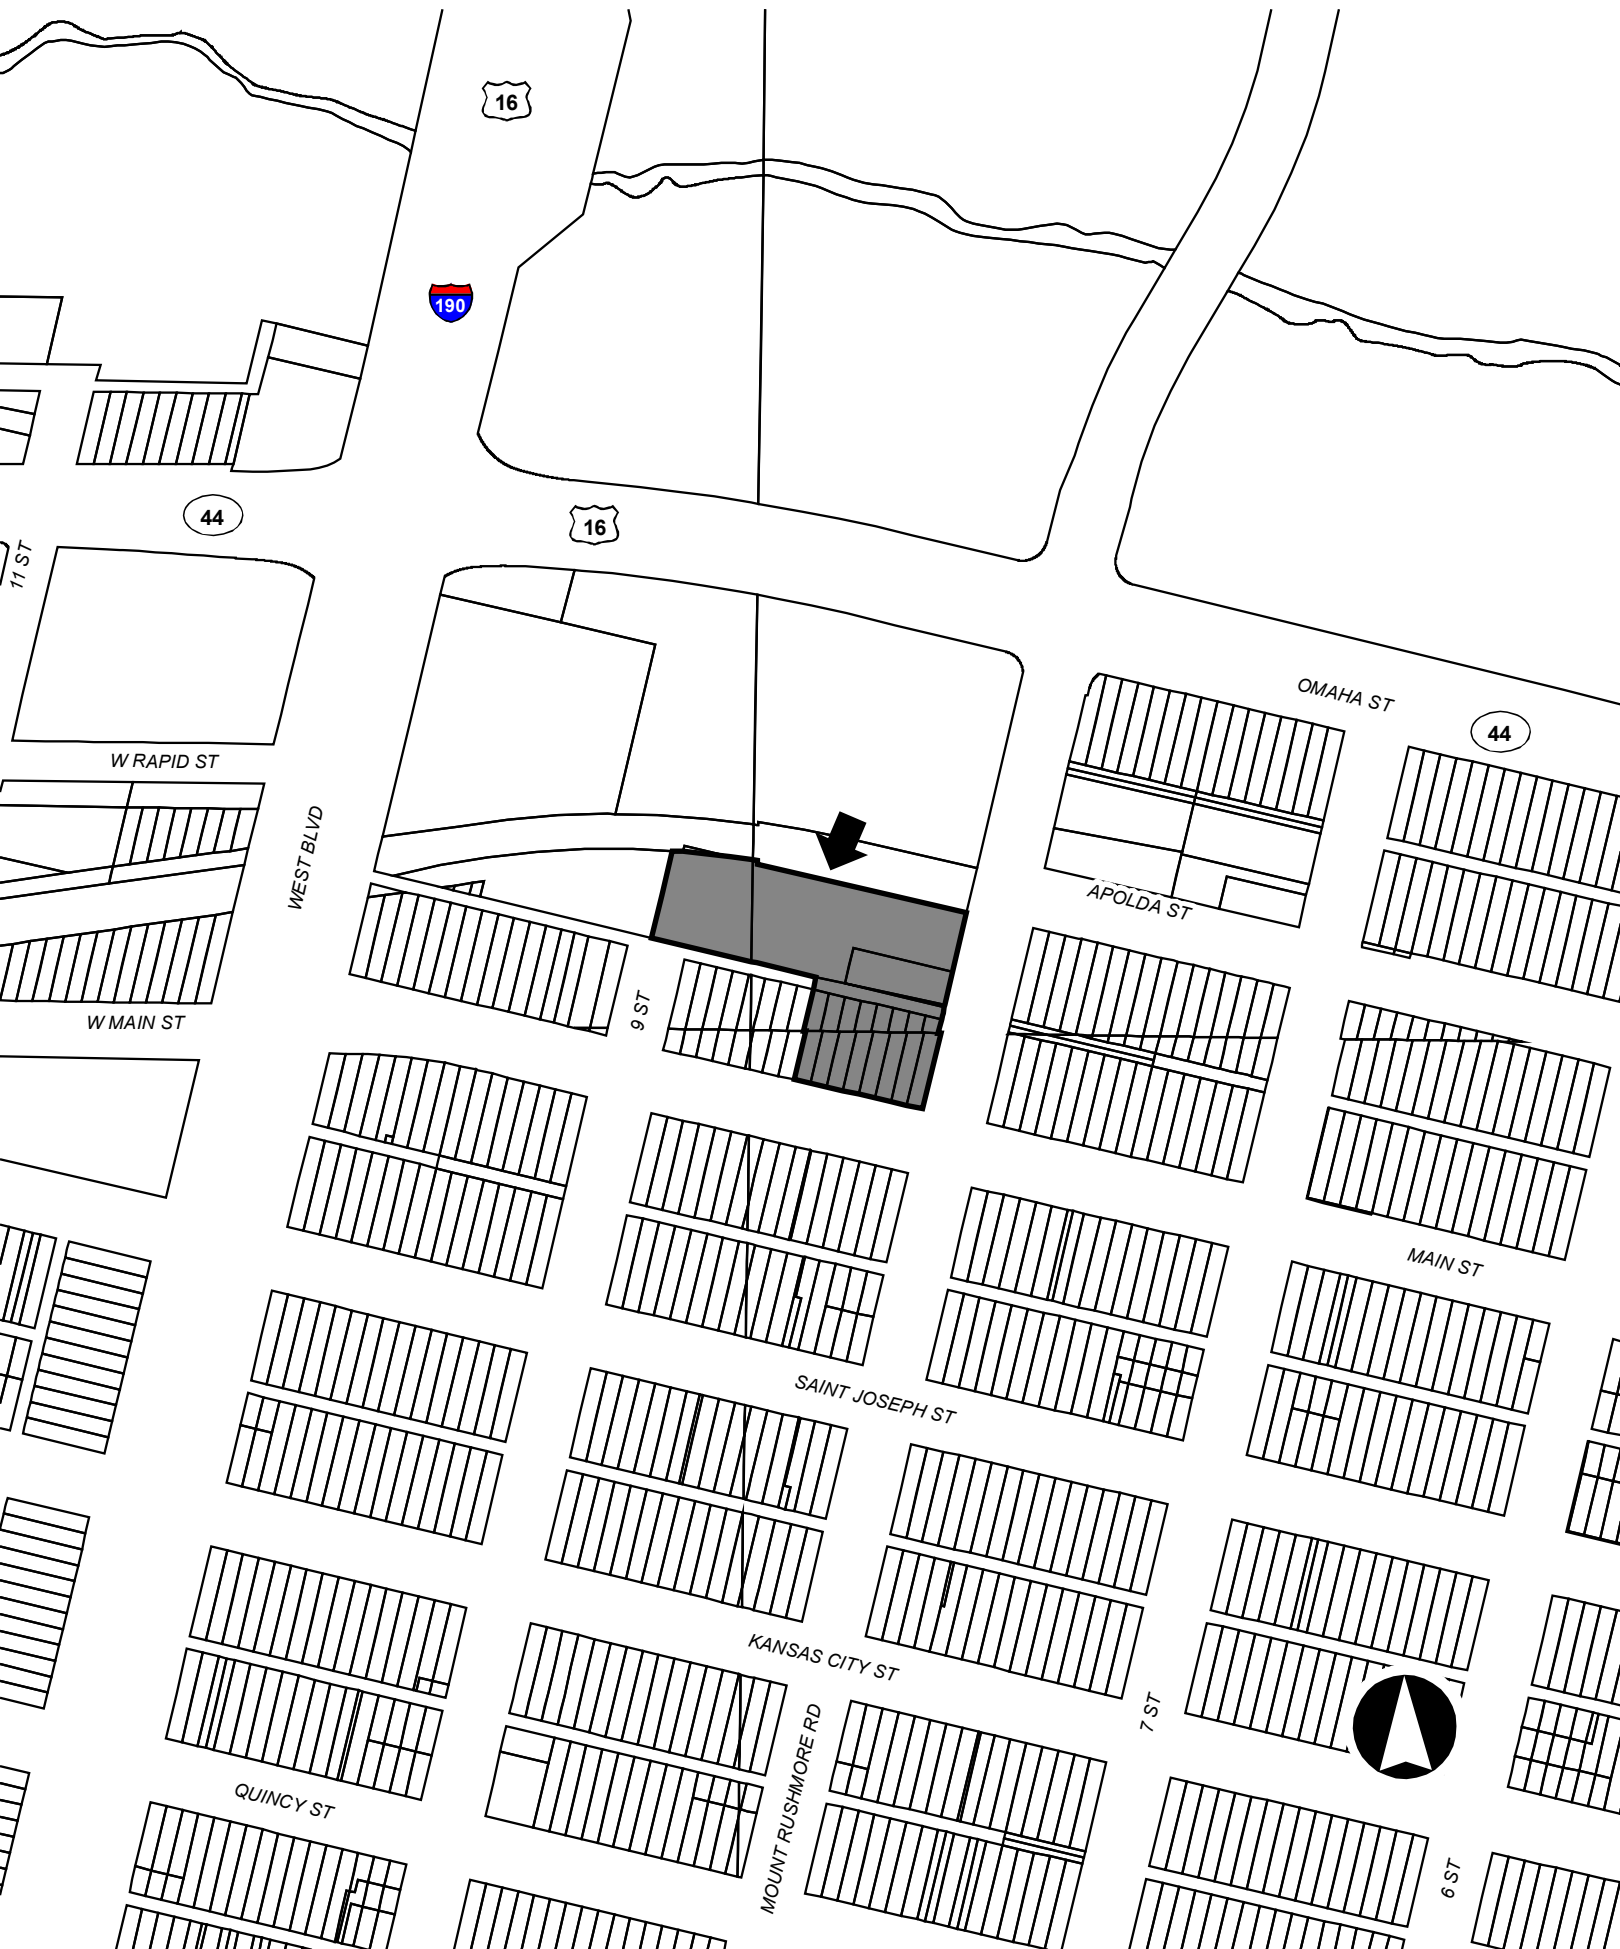 16
190
44
16
11 ST
OMAHA ST
44
W RAPID ST
WEST BLVD
APOLDA ST
9 ST
W MAIN ST
MAIN ST
SAINT JOSEPH ST
KANSAS CITY ST
7 ST
MOUNT RUSHMORE RD
QUINCY ST
6 ST